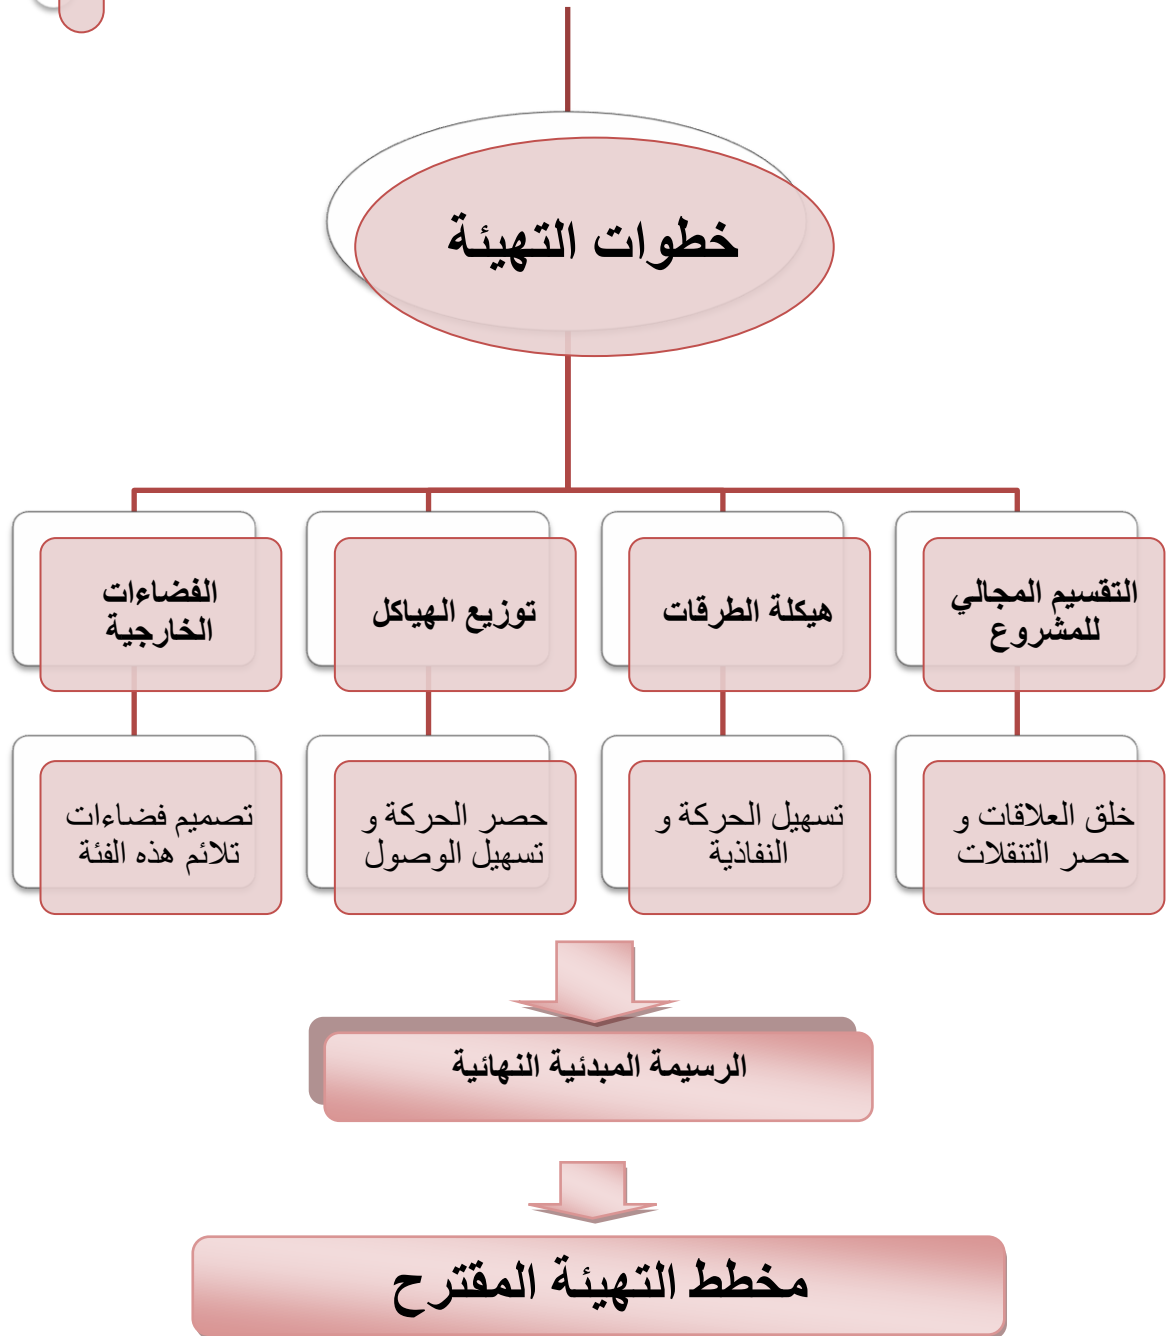 خطوات التهيئة
التقسيم المجالي
للمشروع
هيكلة الطرقات
توزيع الهياكل
الفضاءات
الخارجية
خلق العلاقات و
حصر التنقلات
تسهيل الحركة و
النفاذية
حصر الحركة و
تسهيل الوصول
تصميم فضاءات
تلائم هذه الفئة
الرسيمة المبدئية النهائية
مخطط التهيئة المقترح